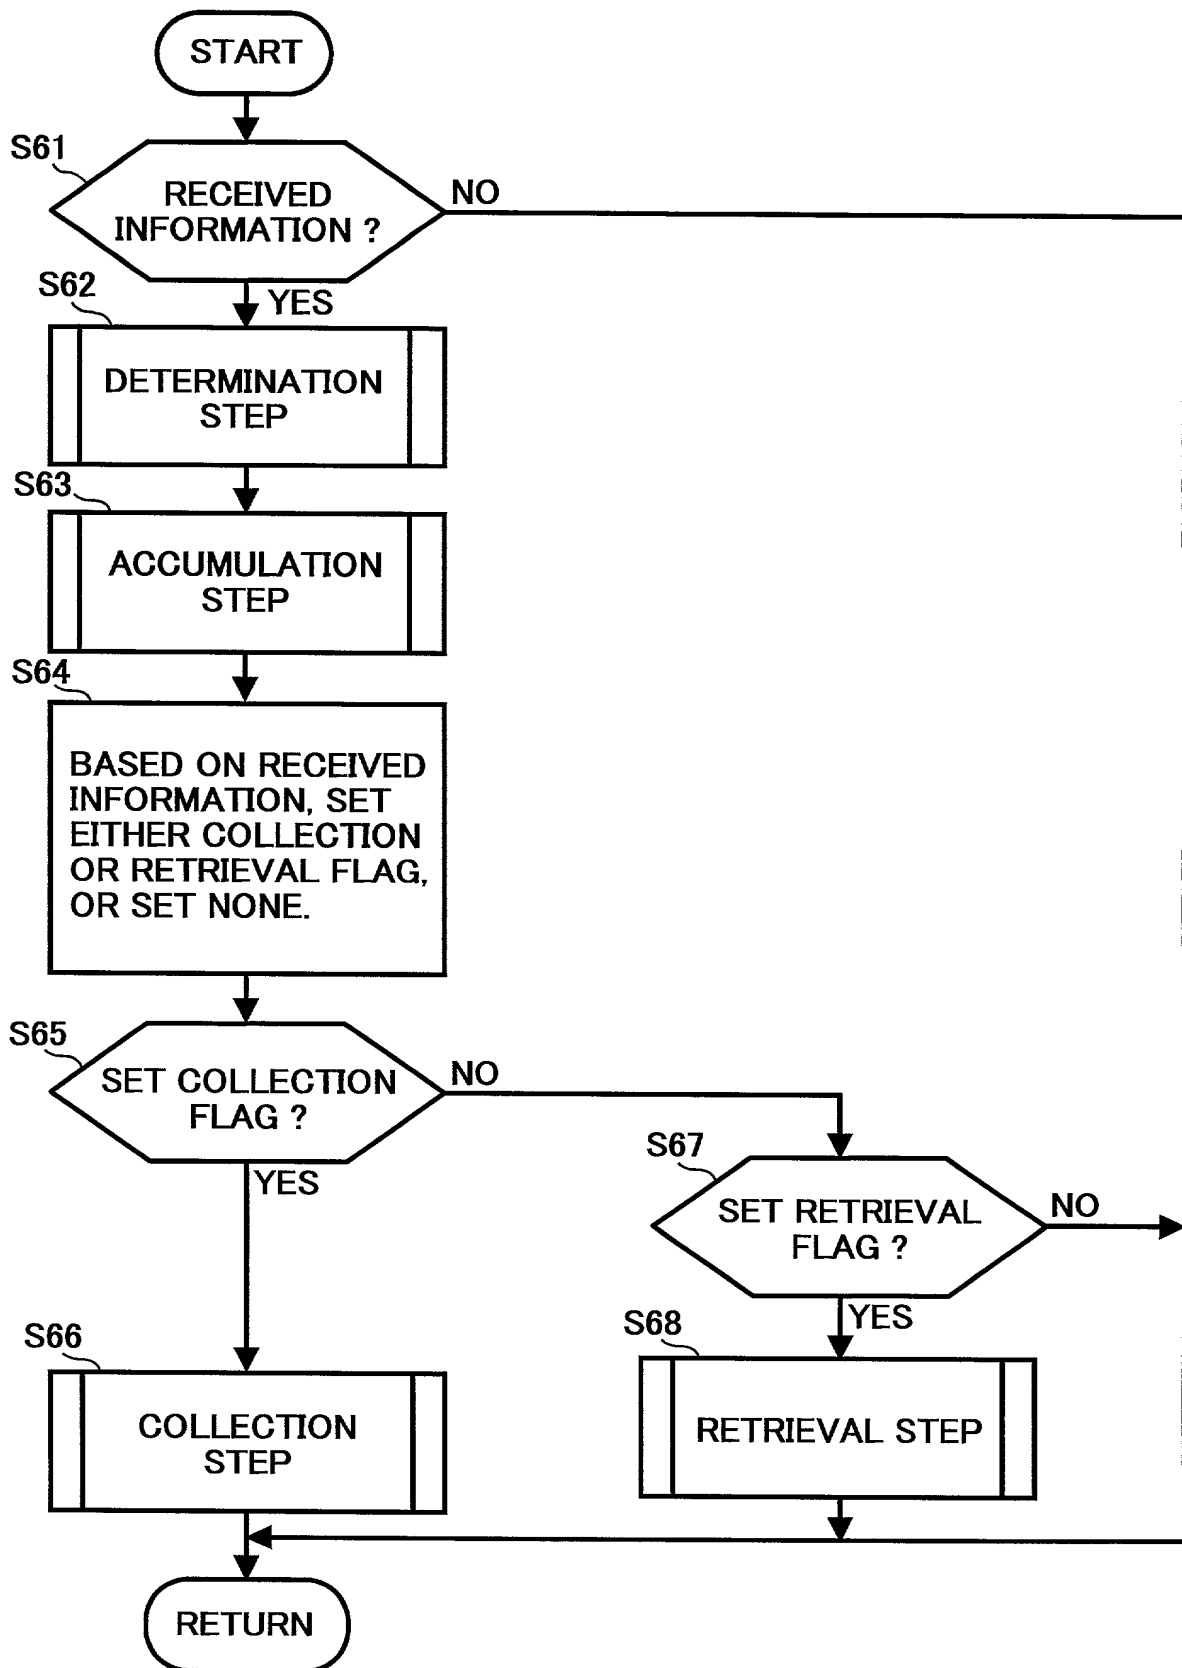 START
S61
RECEIVED
INFORMATION ?
NO
YES
S62
DETERMINATION
STEP
S63
ACCUMULATION
STEP
S64
BASED ON RECEIVED
INFORMATION, SET
EITHER COLLECTION
OR RETRIEVAL FLAG,
OR SET NONE.
S65
SET COLLECTION
FLAG ?
NO
YES
S67
SET RETRIEVAL
FLAG ?
NO
YES
S66
COLLECTION
STEP
S68
RETRIEVAL STEP
RETURN